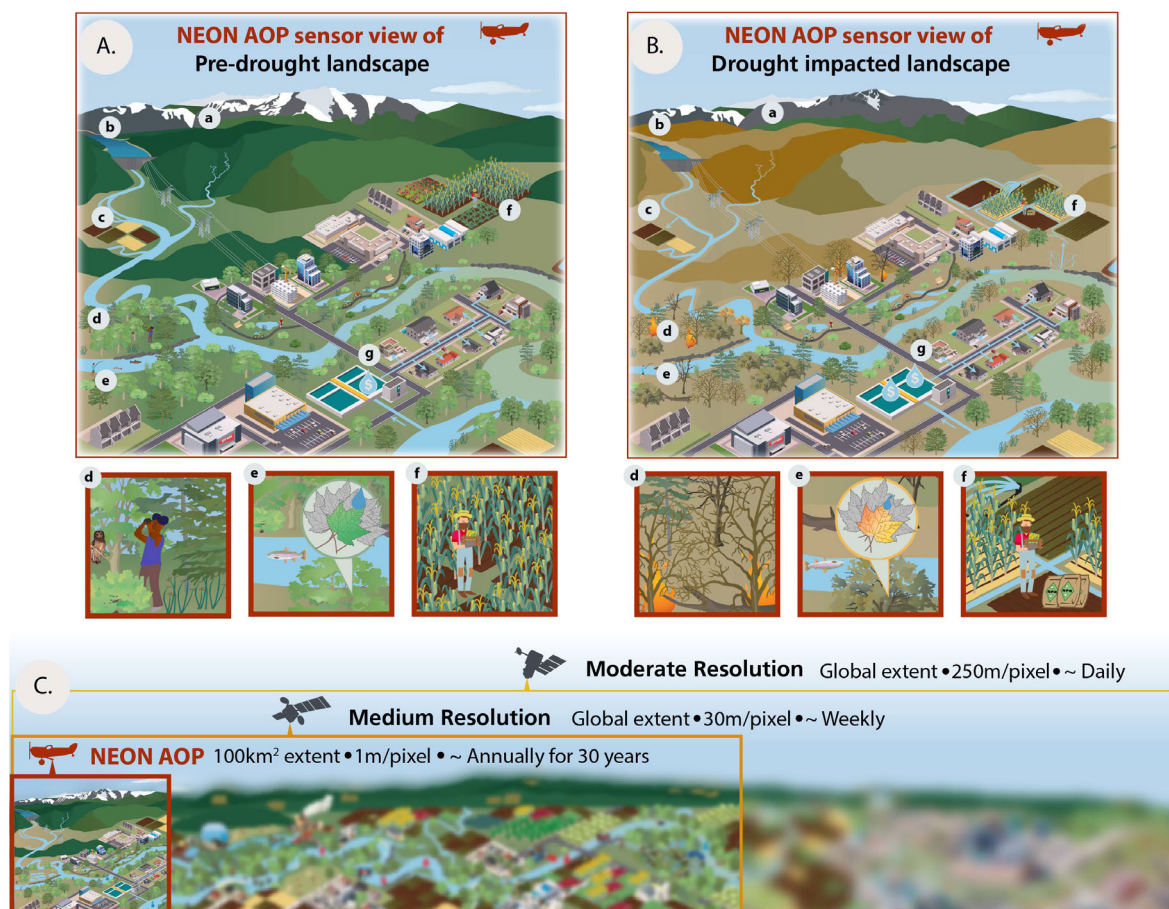 A.
NEON AOP sensor view of
Pre-drought landscape
a
b
c
f
d
g
e
B.
NEON AOP sensor view of
Drought impacted landscape
a
b
c
f
d
g
e
$
$
$
d
e
f
d
e
f
C.
Moderate Resolution Global extent •250m/pixel•~ Daily
Medium Resolution Global extent •30m/pixel•~ Weekly
NEON AOP 100km² extent •1m/pixel • ~ Annually for 30 years